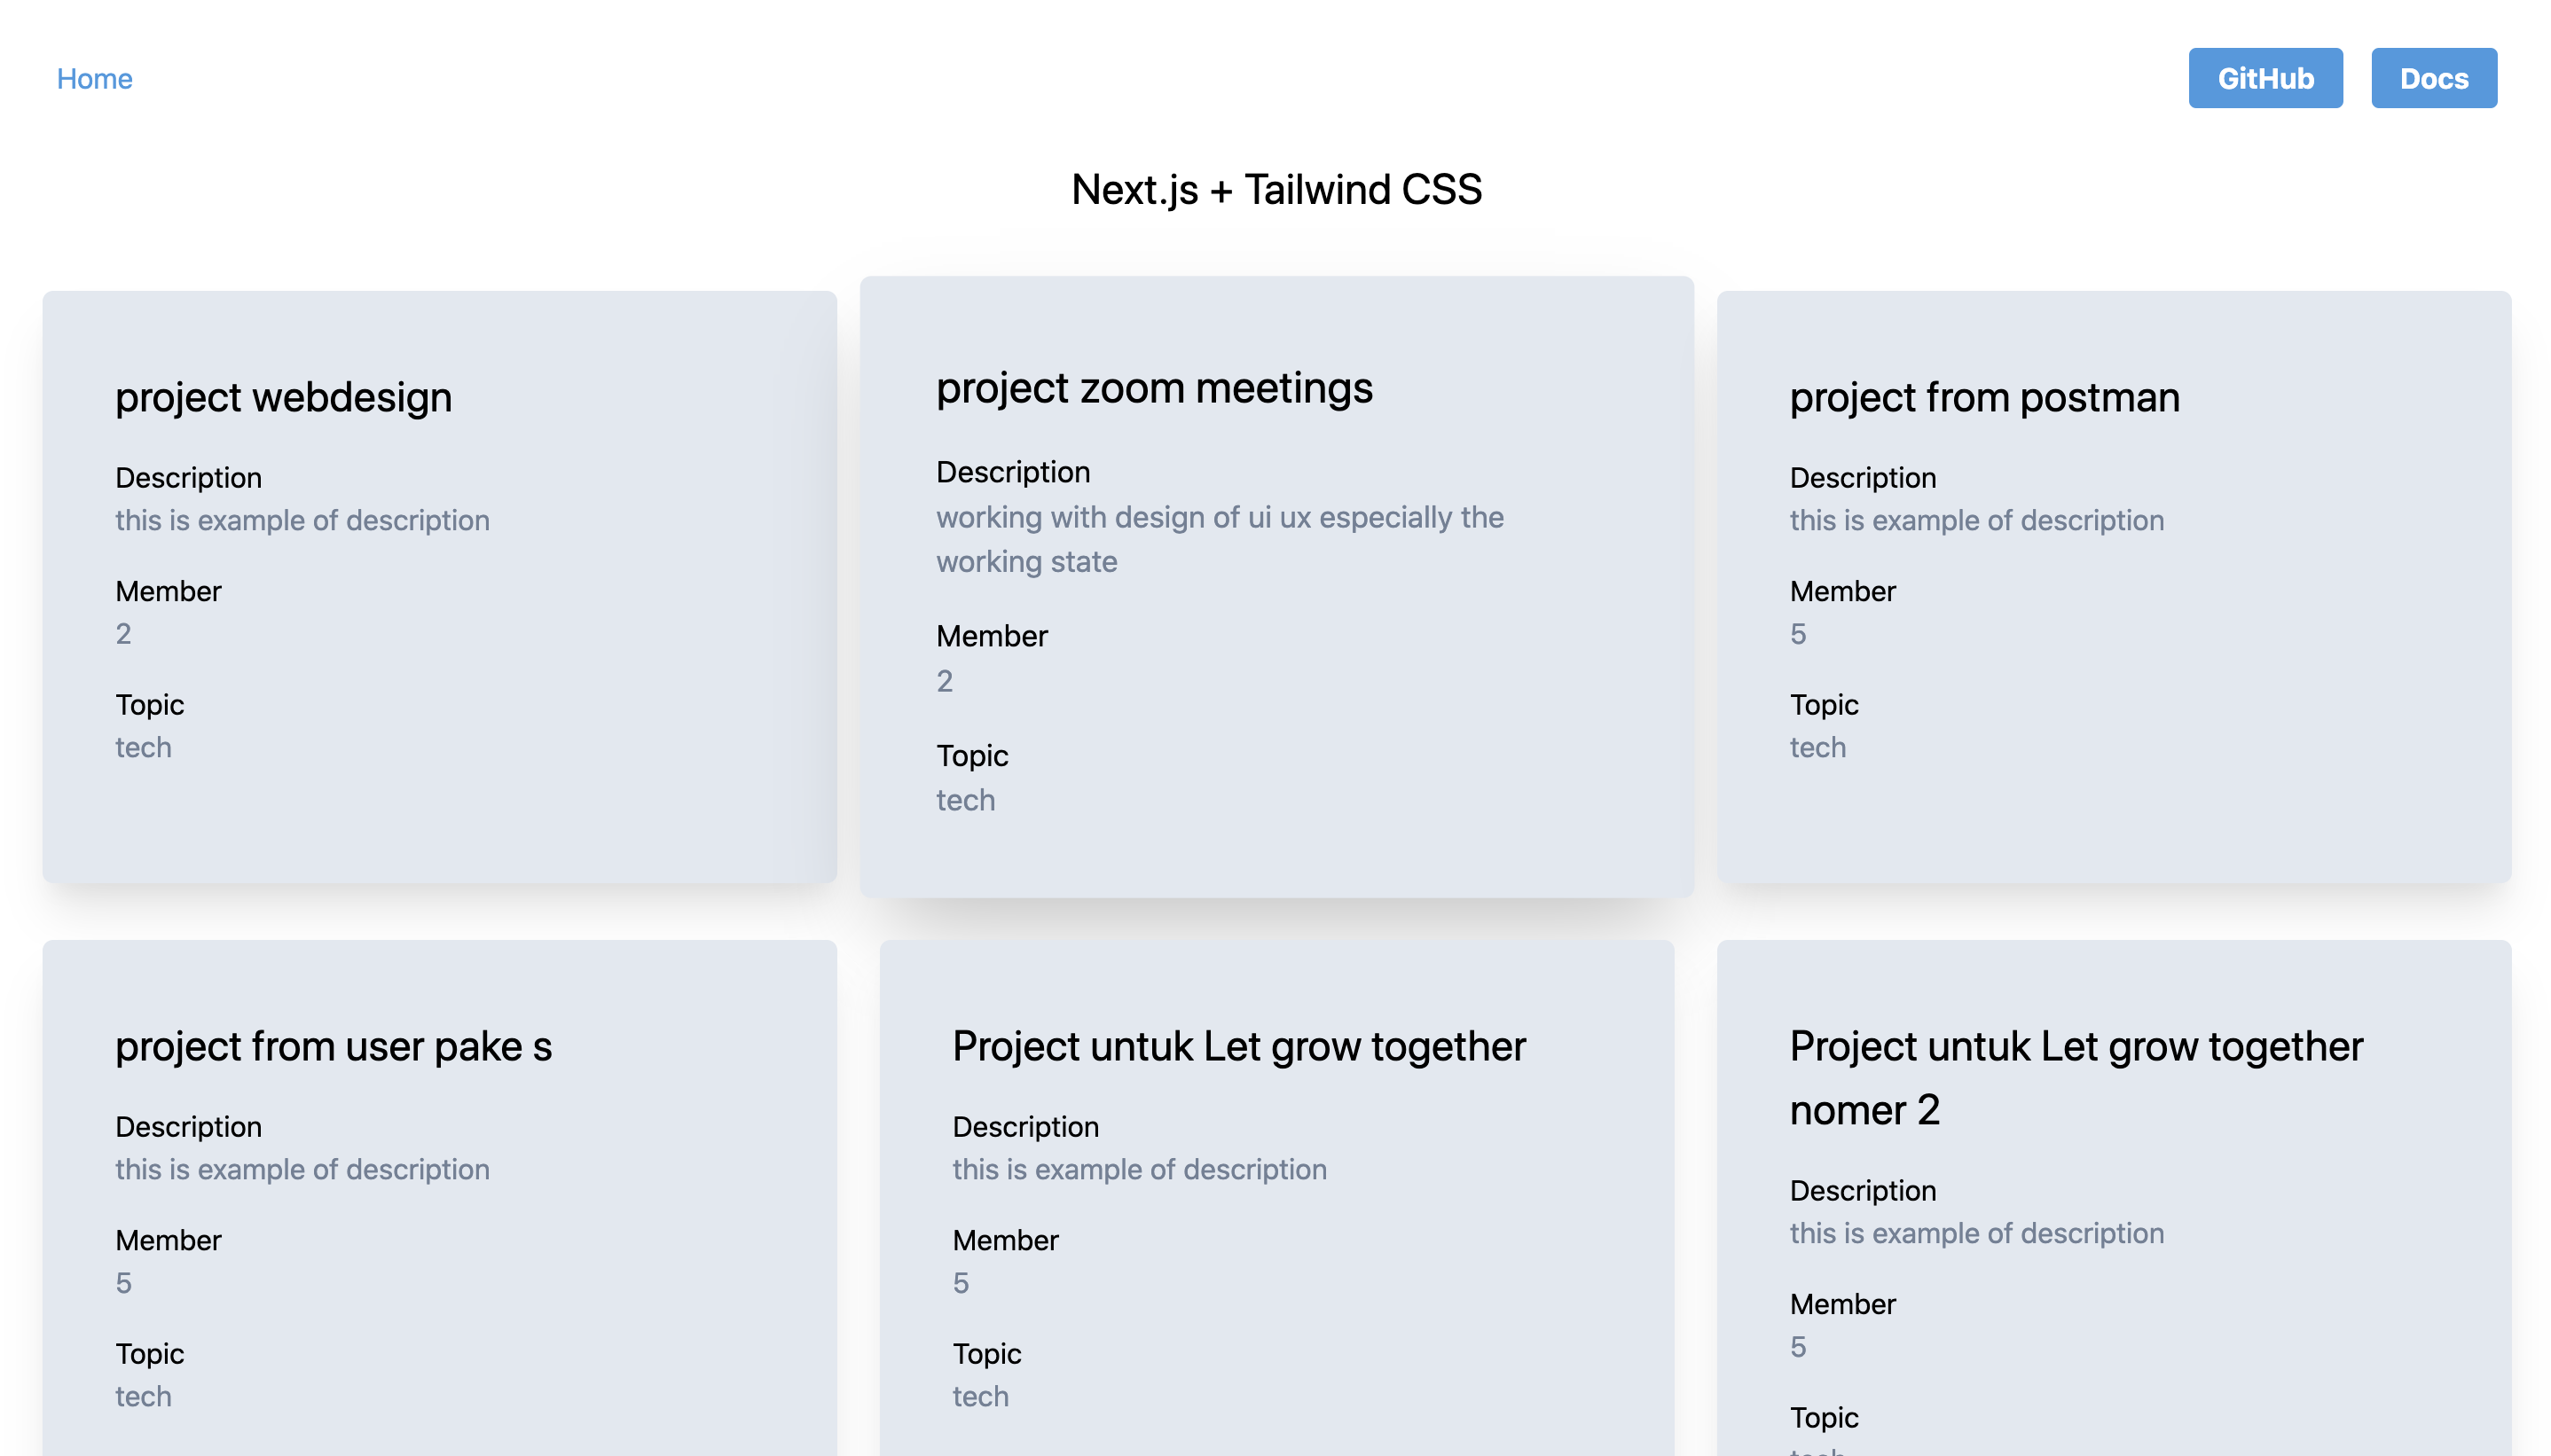 Home
GitHub
Docs
Next.js + Tailwind CSS
project webdesign
Description
this is example of description
Member
2
Topic
tech
project zoom meetings
Description
working with design of ui ux especially the
working state
Member
2
Topic
tech
project from postman
Description
this is example of description
Member
5
Topic
tech
project from user pake s
Description
this is example of description
Member
5
Topic
tech
Project untuk Let grow together
Description
this is example of description
Member
5
Topic
tech
Project untuk Let grow together
nomer 2
Description
this is example of description
Member
5
Topic